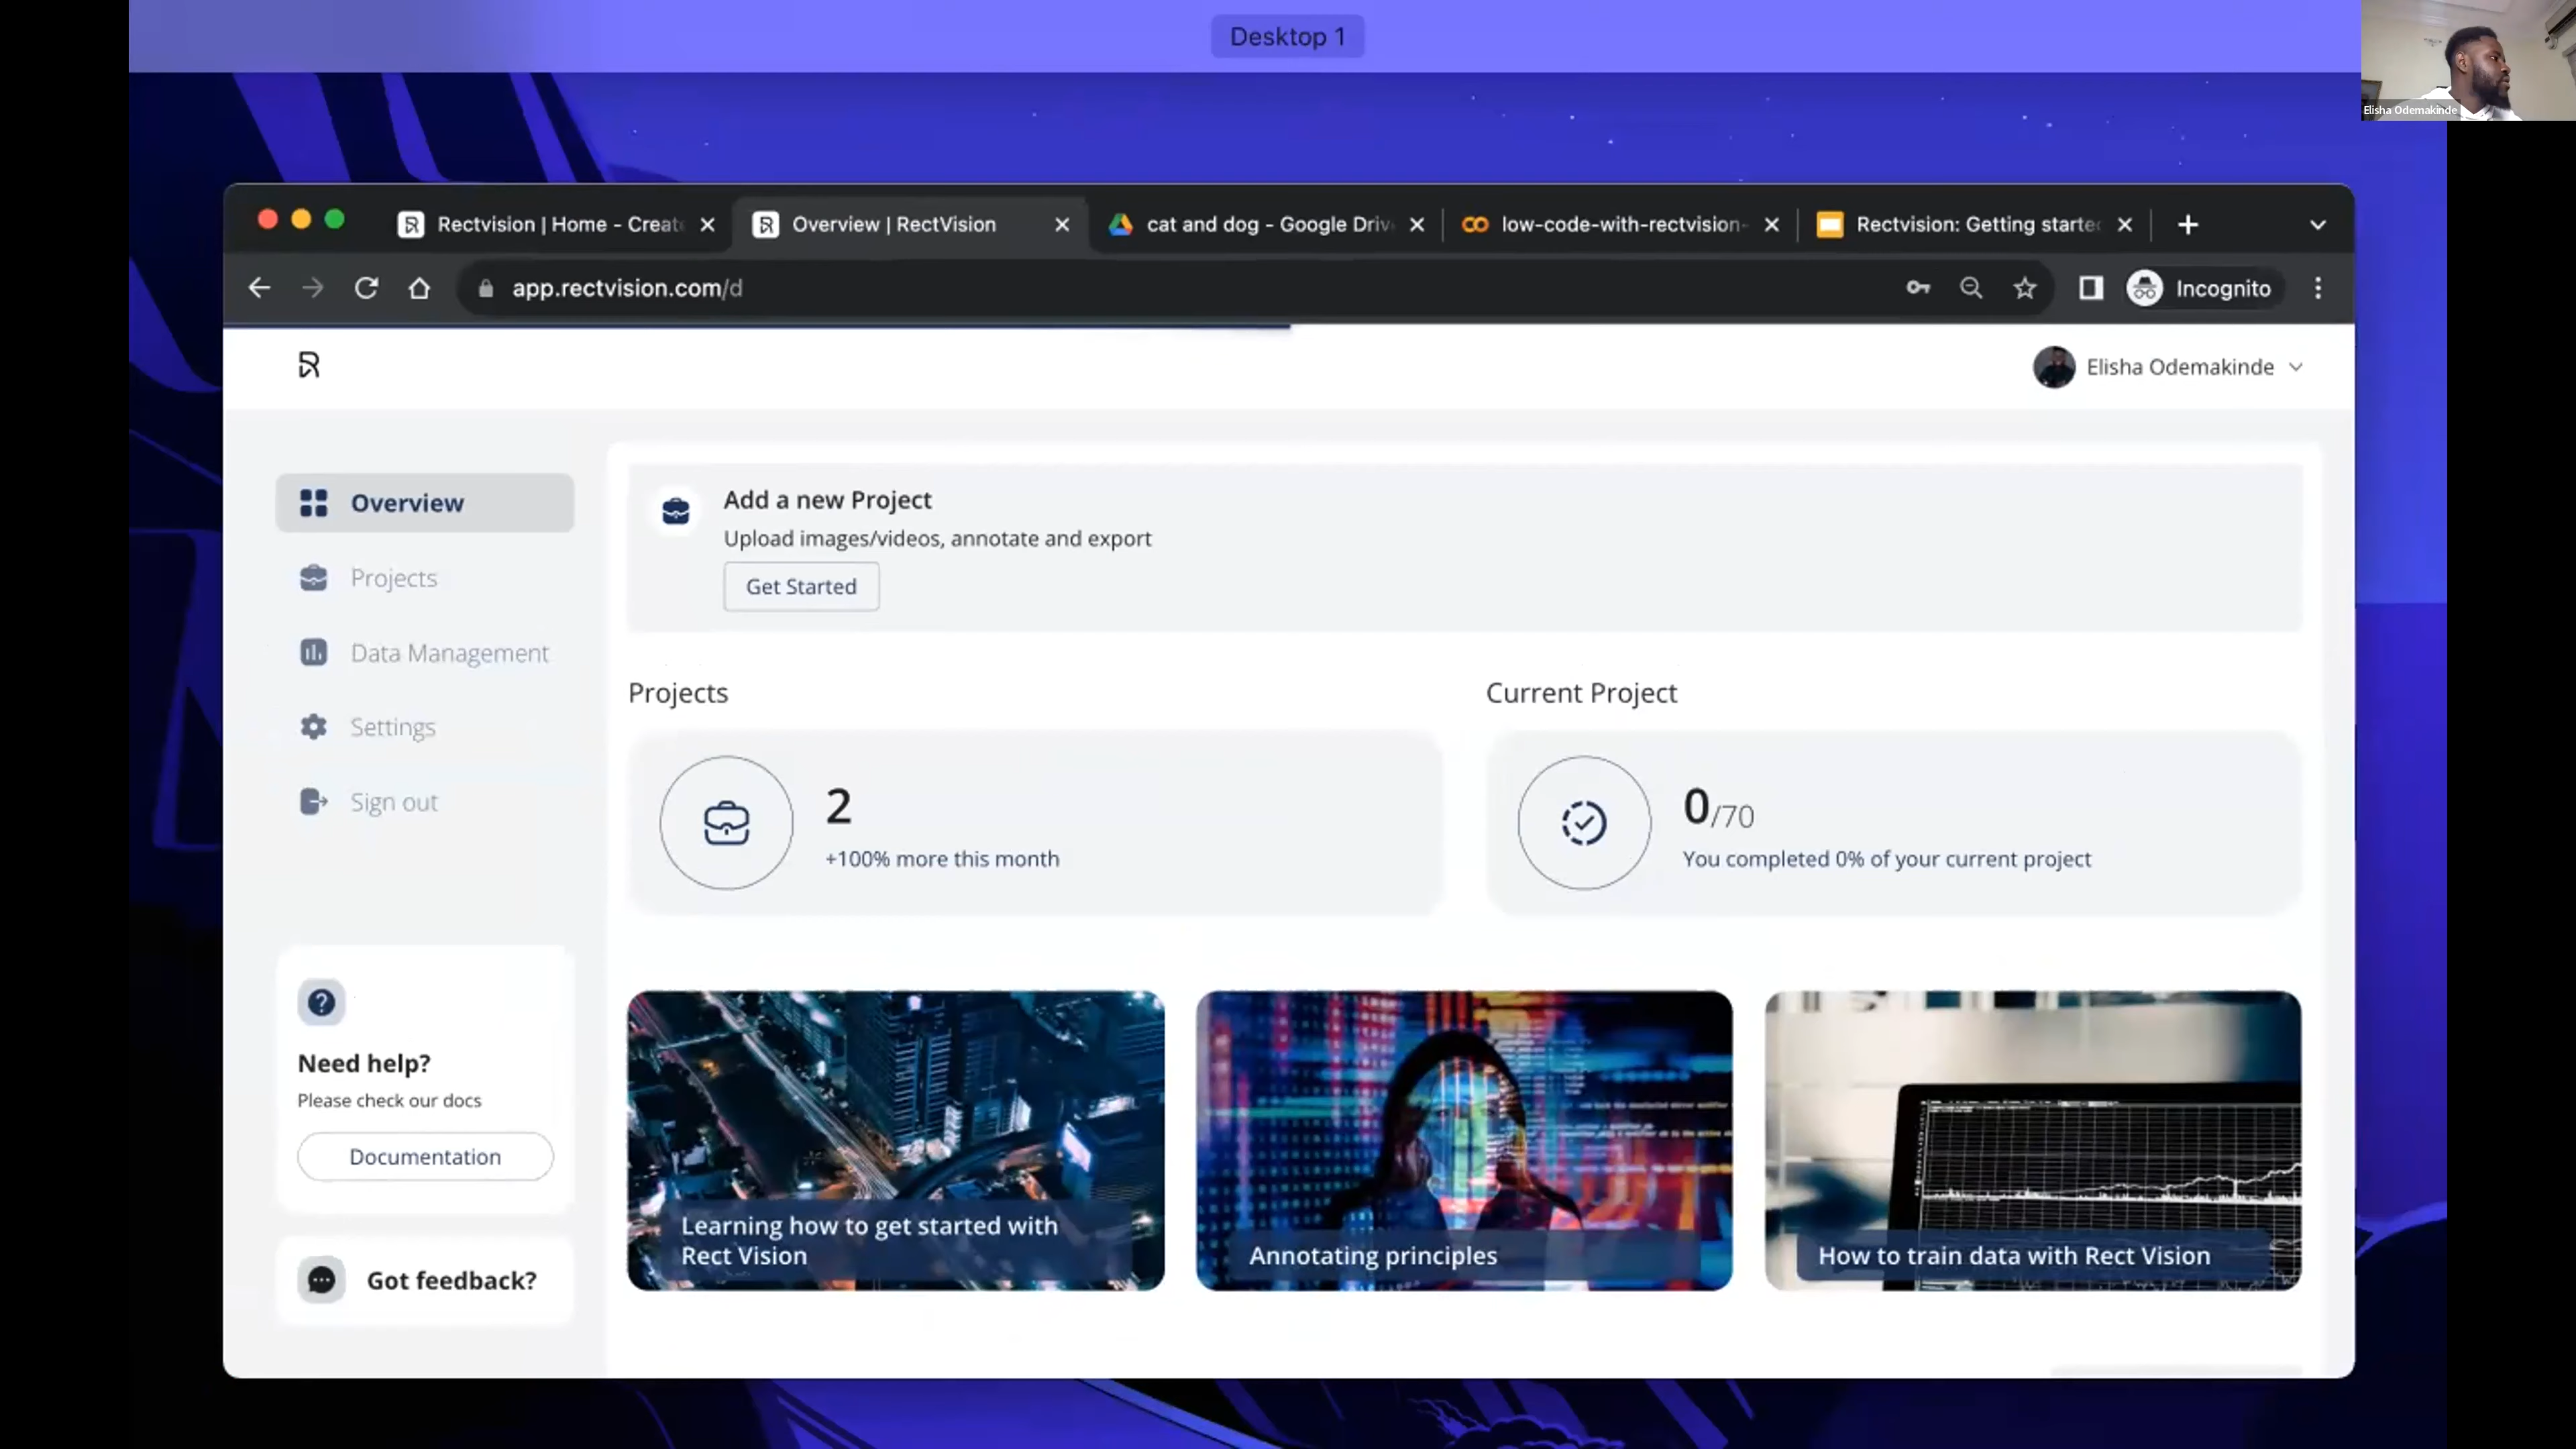 Desktop 1
Elisha Odemakinde
Rectvision | Home - Creat
Overview | RectVision
cat and dog - Google Driv
low-code-with-rectvision-
Rectvision: Getting starte
app.rectvision.com/d
Incognito
Elisha Odemakinde
Overview
Projects
Data Management
Settings
Sign out
Need help?
Please check our docs
Documentation
Got feedback?
Add a new Project
Upload images/videos, annotate and export
Get Started
Projects
2
+100% more this month
Current Project
0/70
You completed 0% of your current project
Learning how to get started with
Rect Vision
Annotating principles
How to train data with Rect Vision